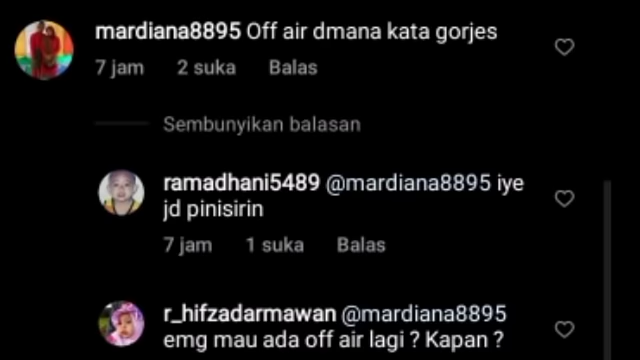 mardiana8895 Off air dmana kata gorjes
7 jam 2 suka Balas
Sembunyikan balasan
ramadhani5489 @mardiana8895 iye
jd pinisirin
7 jam 1 suka Balas
r_hifzadarmawan @mardiana8895
emg mau ada off air lagi ? Kapan ?